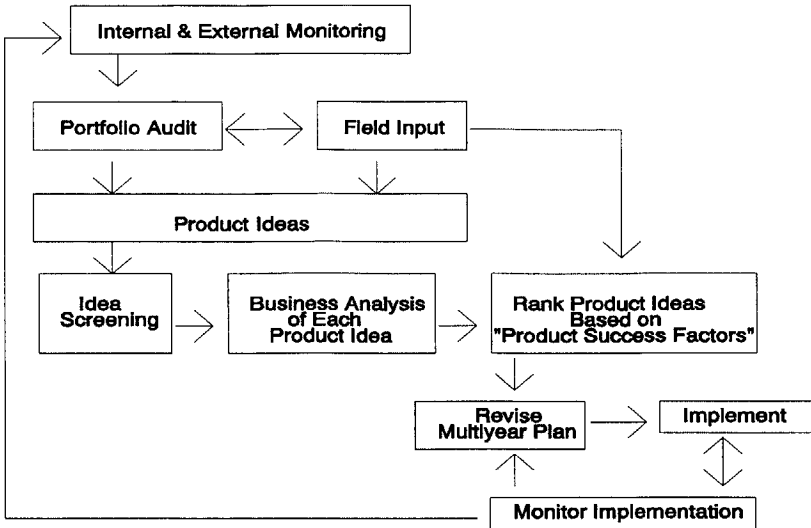 Internal & External Monitoring
Portfolio Audit
Field Input
Product Ideas
Idea
Screening
Business Analysis
of Each
Product Idea
Rank Product Ideas
Based on
"Product Success Factors"
Revise
Multiyear Plan
Implement
Monitor Implementation